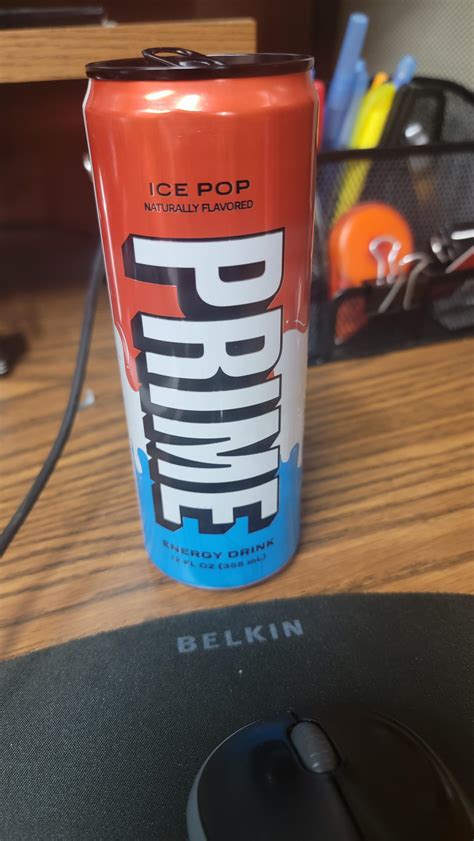 ICE POP
NATURALLY FLAVORED
PRIME
ENERGY DRINK
12 FL OZ (355 mL)
BELKIN